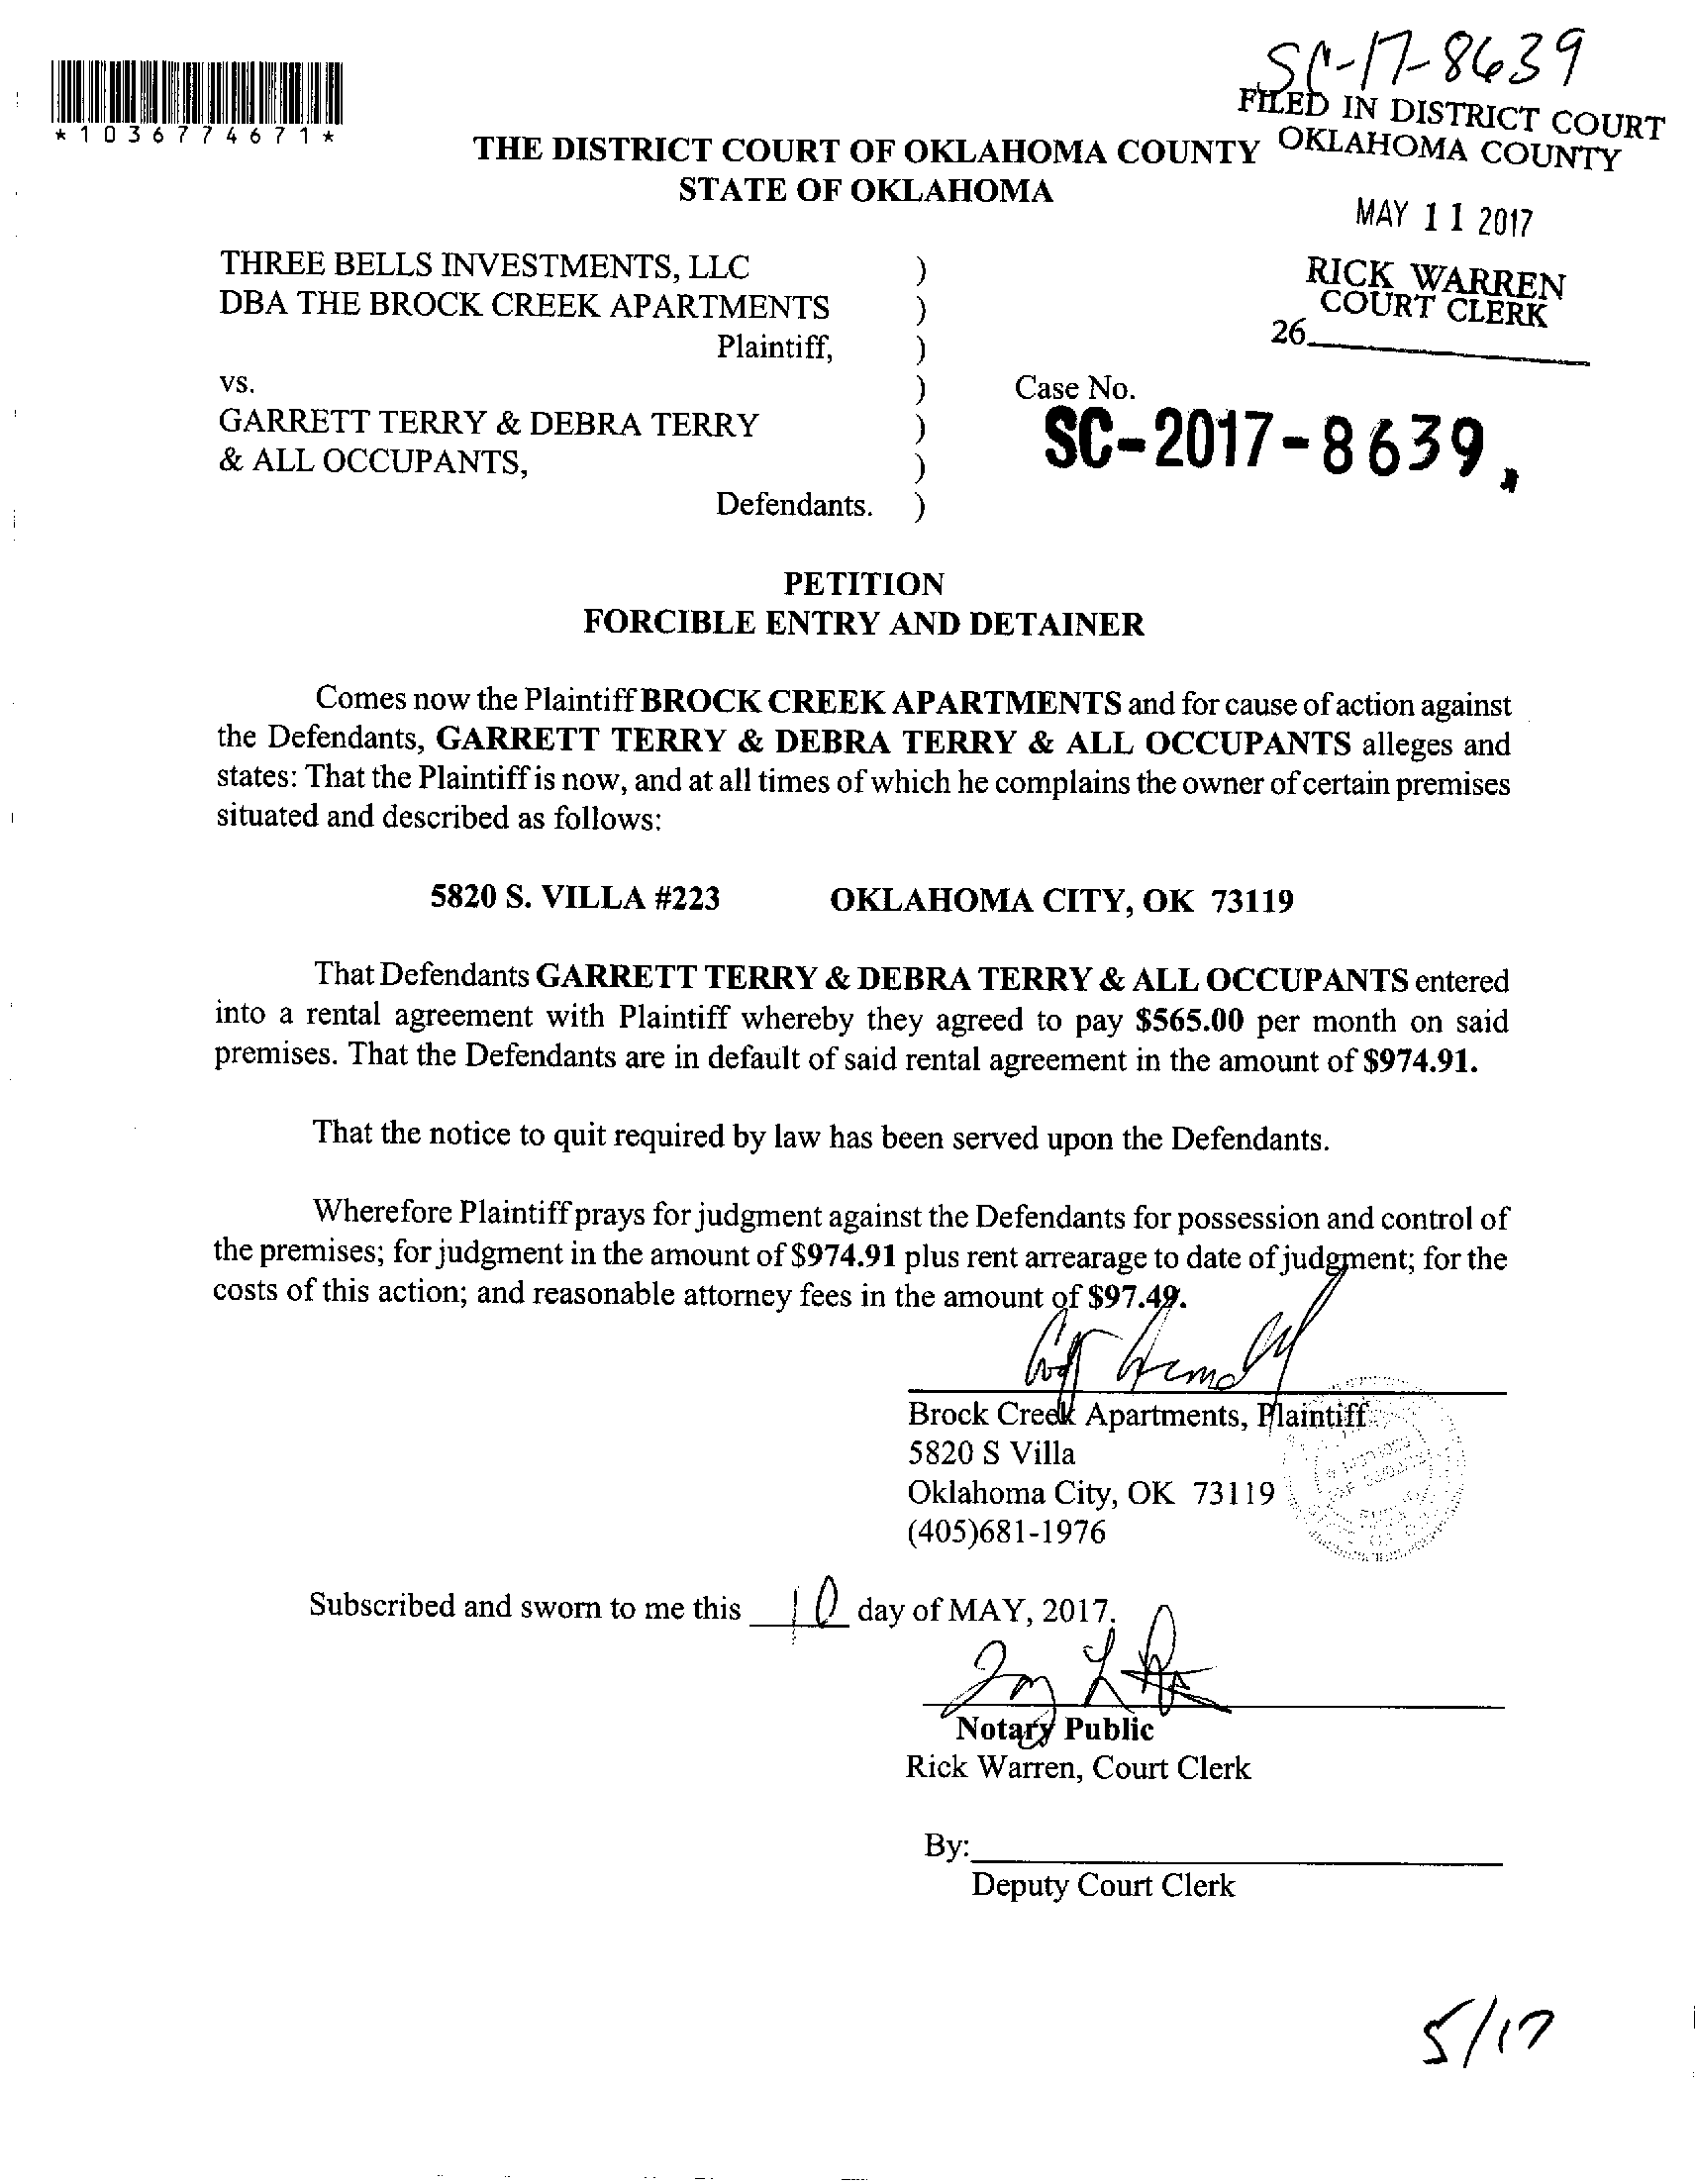 SC-17-8639
FILED IN DISTRICT COURT
OKLAHOMA COUNTY
*1036774671*
THE DISTRICT COURT OF OKLAHOMA COUNTY
STATE OF OKLAHOMA
MAY 11 2017
RICK WARREN
COURT CLERK
26
THREE BELLS INVESTMENTS, LLC )
DBA THE BROCK CREEK APARTMENTS )
Plaintiff, )
vs. )
Case No.
GARRETT TERRY & DEBRA TERRY )
SC-2017-8639
& ALL OCCUPANTS, )
Defendants. )
PETITION
FORCIBLE ENTRY AND DETAINER
Comes now the Plaintiff BROCK CREEK APARTMENTS and for cause of action against
the Defendants, GARRETT TERRY & DEBRA TERRY & ALL OCCUPANTS alleges and
states: That the Plaintiff is now, and at all times of which he complains the owner of certain premises
situated and described as follows:
5820 S. VILLA #223 OKLAHOMA CITY, OK 73119
That Defendants GARRETT TERRY & DEBRA TERRY & ALL OCCUPANTS entered
into a rental agreement with Plaintiff whereby they agreed to pay $565.00 per month on said
premises. That the Defendants are in default of said rental agreement in the amount of $974.91.
That the notice to quit required by law has been served upon the Defendants.
Wherefore Plaintiff prays for judgment against the Defendants for possession and control of
the premises; for judgment in the amount of $974.91 plus rent arrearage to date of judgment; for the
costs of this action; and reasonable attorney fees in the amount of $97.49.
Brock Creek Apartments, Plaintiff
5820 S Villa
Oklahoma City, OK 73119
(405)681-1976
Subscribed and sworn to me this 10 day of MAY, 2017.
Notary Public
Rick Warren, Court Clerk
By:
Deputy Court Clerk
5/17